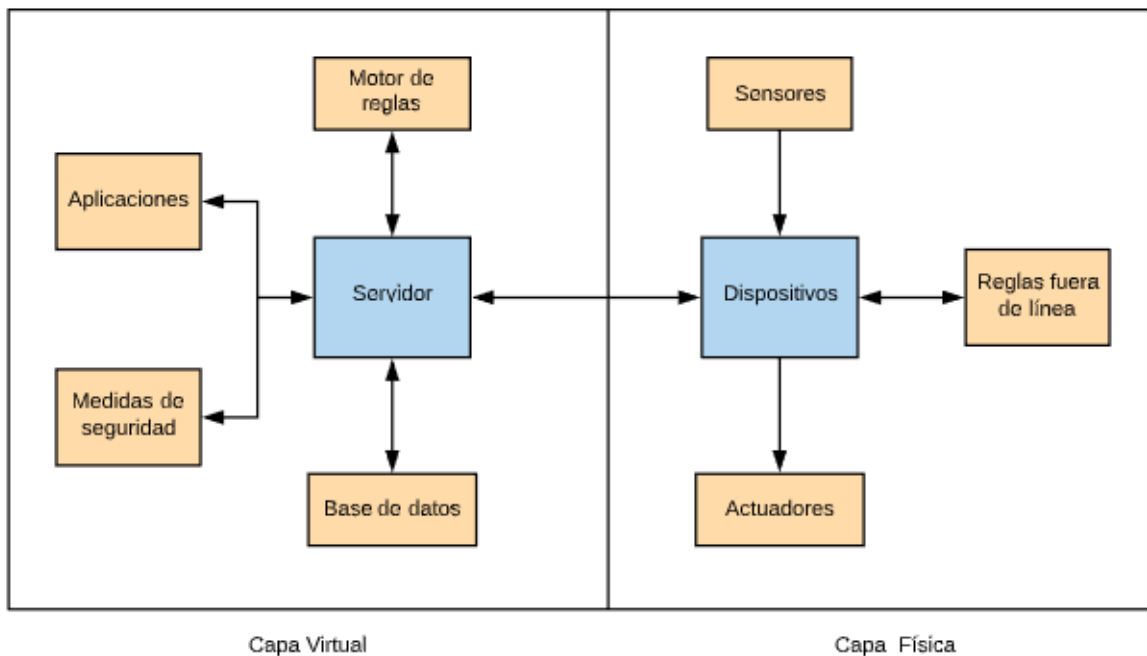 Motor de
reglas
Sensores
Aplicaciones
Servidor
Dispositivos
Reglas fuera
de línea
Medidas de
seguridad
Base de datos
Actuadores
Capa Virtual
Capa Física